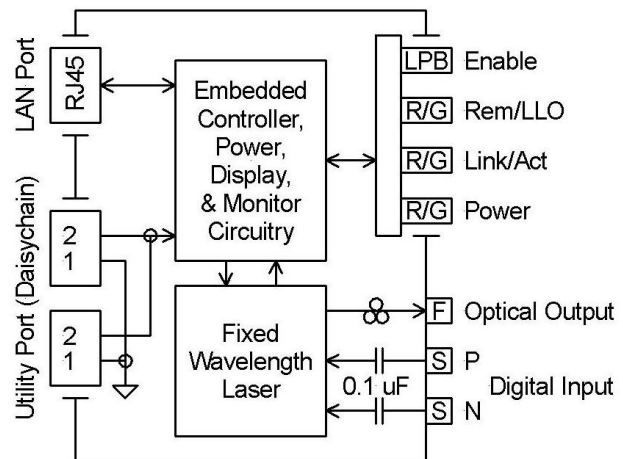 LAN Port
RJ45
Embedded
Controller,
Power,
Display,
& Monitor
Circuitry
LPB Enable
R/G Rem/LLO
R/G Link/Act
R/G Power
Utility Port (Daisychain)
2
1
2
1
Fixed
Wavelength
Laser
F Optical Output
S P
0.1 uF
Digital Input
S N